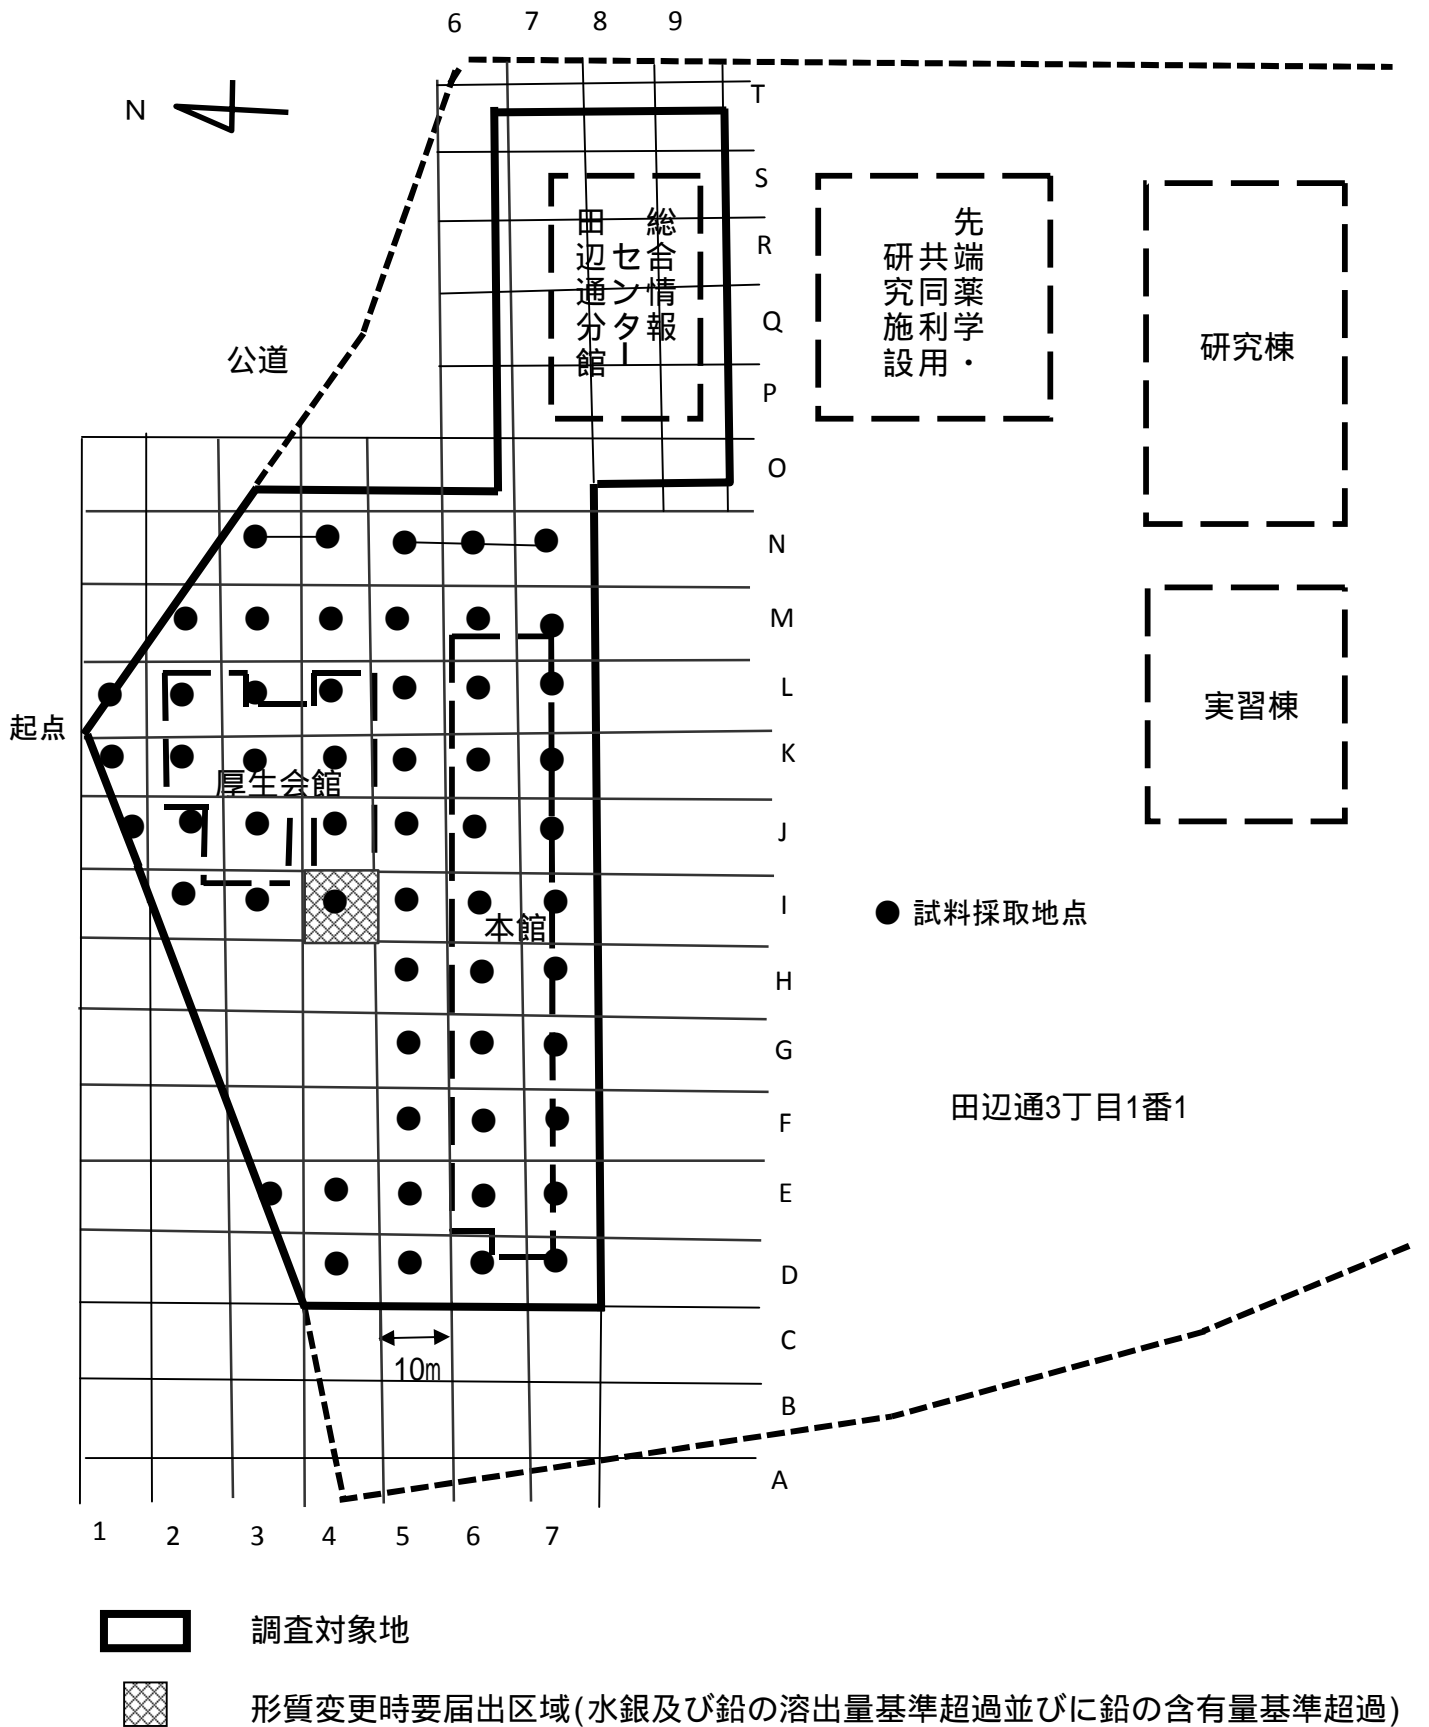 6 7 8 9
T
N
S
総合情報
センター
田辺通分館
先端薬学・
共同利用
研究施設
R
Q
研究棟
公道
P
O
N
M
L
実習棟
起点
K
厚生会館
J
I
試料採取地点
本館
H
G
田辺通3丁目1番1
F
E
D
C
10m
B
A
1 2 3 4 5 6 7
調査対象地
形質変更時要届出区域(水銀及び鉛の溶出量基準超過並びに鉛の含有量基準超過)